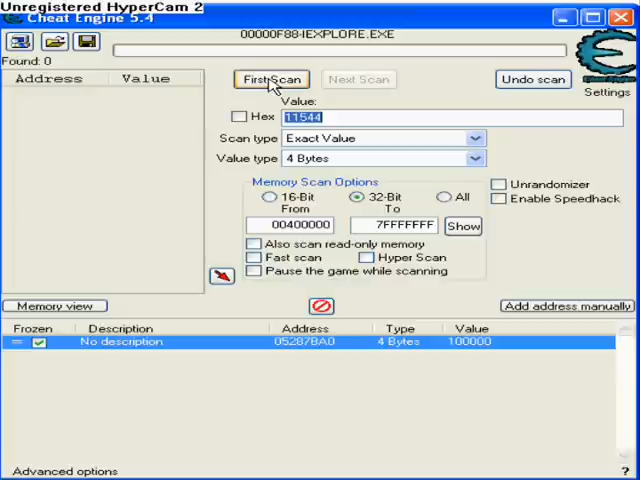 Unregistered HyperCam 2
Cheat Engine 5.4
00000F88-IEXPLORE.EXE
Found: 0
Address Value
First Scan Next Scan Undo scan
Settings
Value:
Hex 11544
Scan type Exact Value
Value type 4 Bytes
Memory Scan Options
16-Bit 32-Bit All
From To
00400000 7FFFFFFF Show
Unrandomizer
Enable Speedhack
Also scan read-only memory
Fast scan Hyper Scan
Pause the game while scanning
Memory view Add address manually
Frozen Description Address Type Value
No description 05287BA0 4 Bytes 100000
Advanced options ?